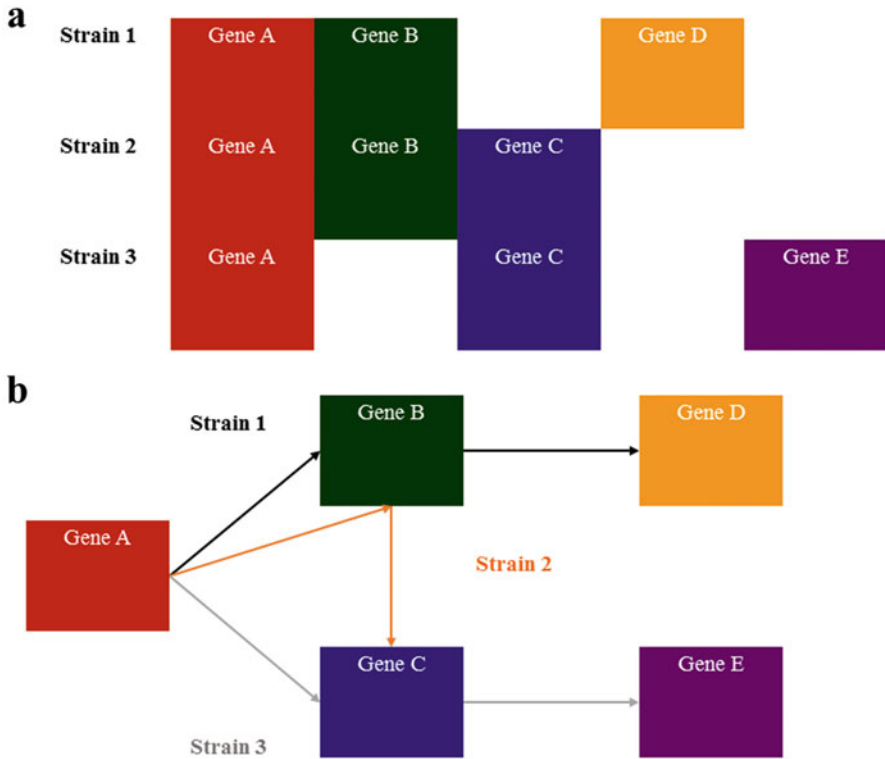 a
Strain 1 Gene A Gene B Gene D
Strain 2 Gene A Gene B Gene C
Strain 3 Gene A Gene C Gene E
b
Strain 1 Gene B Gene D
Gene A
Strain 2
Gene C Gene E
Strain 3